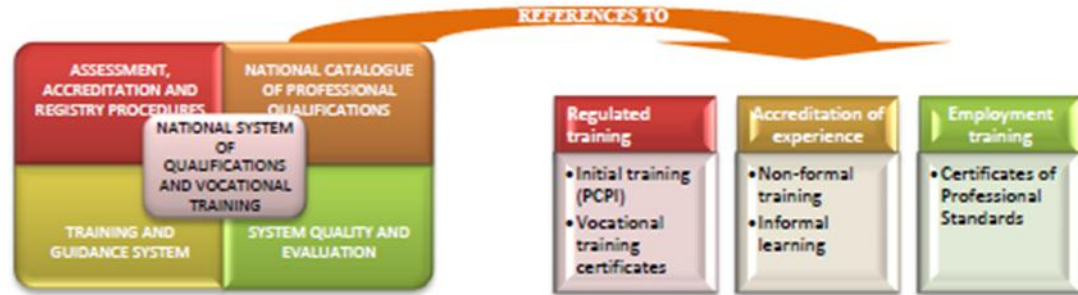 REFERENCES TO
ASSESSMENT,
ACCREDITATION AND
REGISTRY PROCEDURES
NATIONAL CATALOGUE
OF PROFESSIONAL
QUALIFICATIONS
NATIONAL SYSTEM
OF
QUALIFICATIONS
AND VOCATIONAL
TRAINING
TRAINING AND
GUIDANCE SYSTEM
SYSTEM QUALITY AND
EVALUATION
Regulated
training
• Initial training
(PCPI)
• Vocational
training
certificates
Accreditation of
experience
• Non-formal
training
• Informal
learning
Employment
training
• Certificates of
Professional
Standards